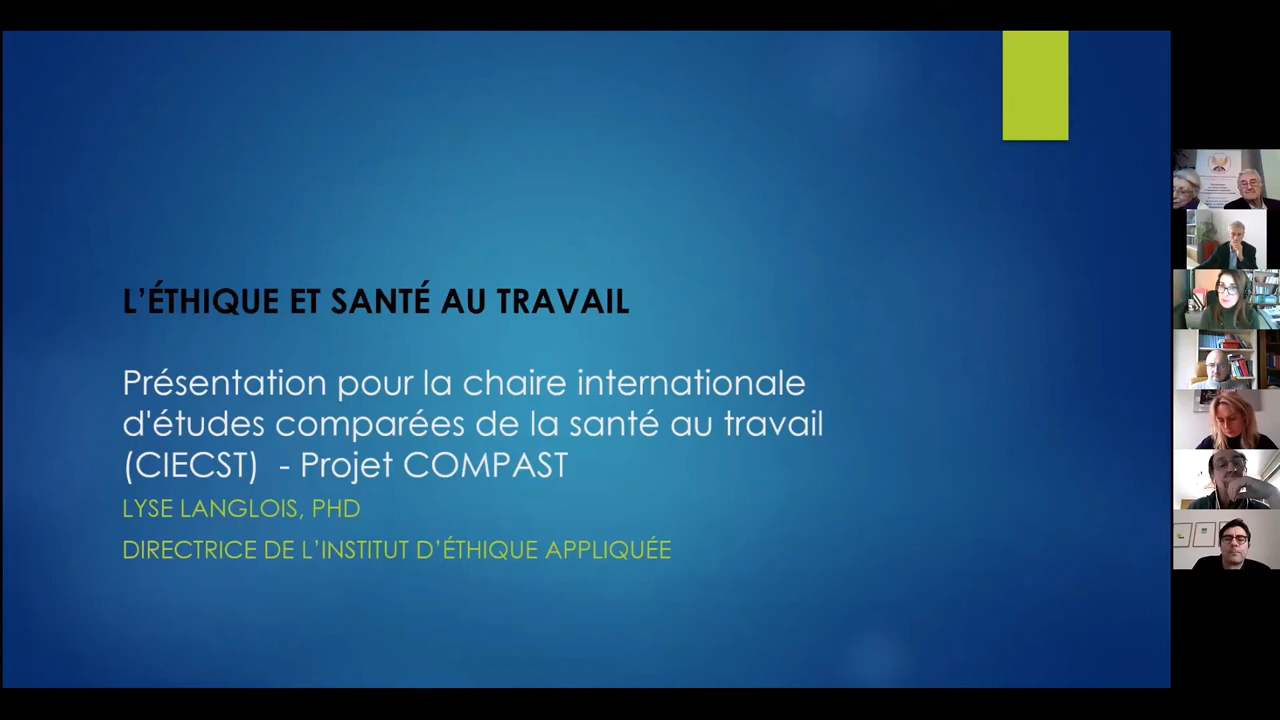 L’ÉTHIQUE ET SANTÉ AU TRAVAIL
Présentation pour la chaire internationale
d'études comparées de la santé au travail
(CIECST)  - Projet COMPAST
LYSE LANGLOIS, PHD
DIRECTRICE DE L’INSTITUT D’ÉTHIQUE APPLIQUÉE